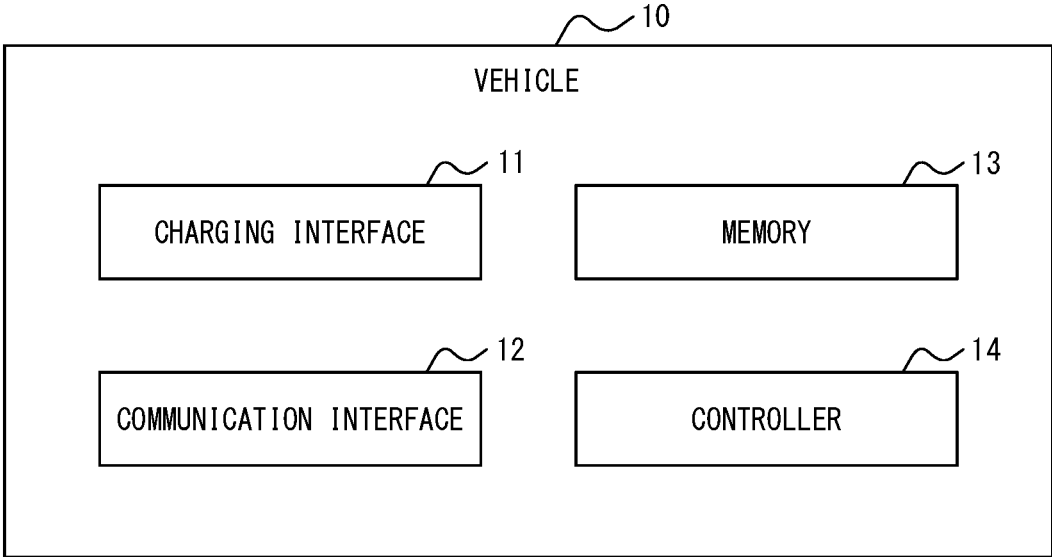 10
VEHICLE
11
CHARGING INTERFACE
13
MEMORY
12
COMMUNICATION INTERFACE
14
CONTROLLER